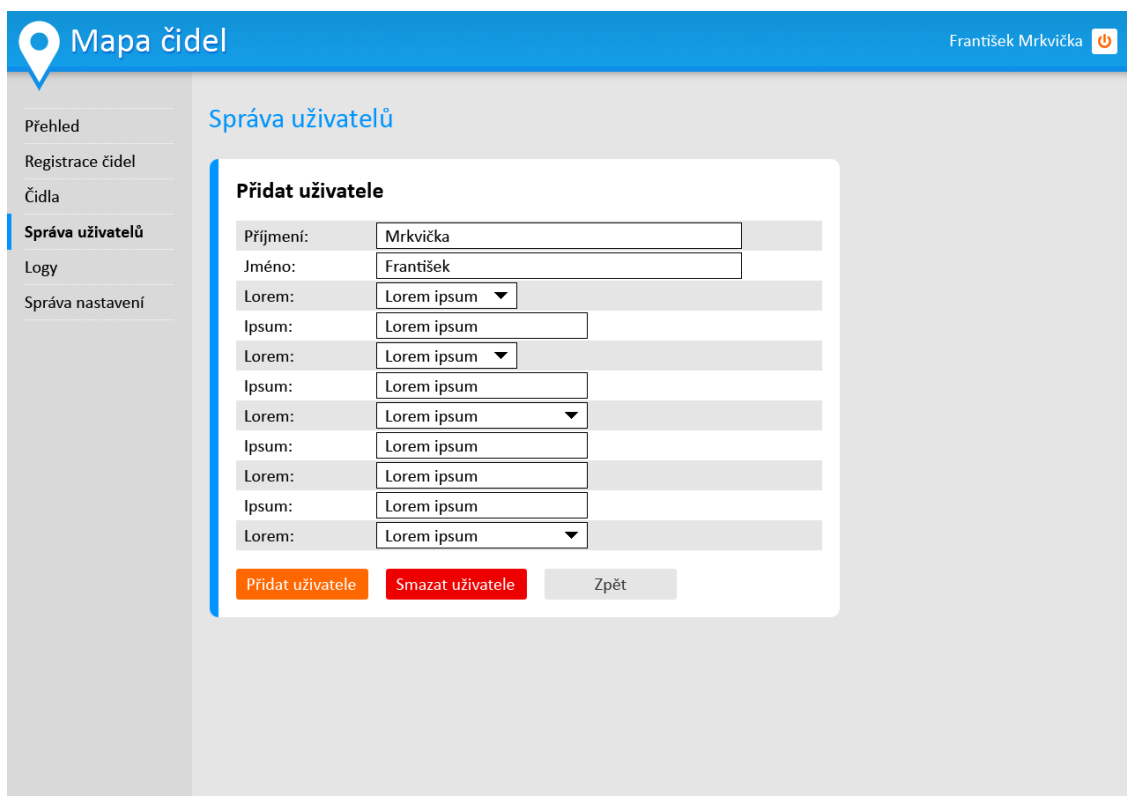 Mapa čidel
František Mrkvička
Přehled
Registrace čidel
Čidla
Správa uživatelů
Logy
Správa nastavení
Správa uživatelů
Přidat uživatele
Příjmení: Mrkvička
Jméno: František
Lorem: Lorem ipsum
Ipsum: Lorem ipsum
Lorem: Lorem ipsum
Ipsum: Lorem ipsum
Lorem: Lorem ipsum
Ipsum: Lorem ipsum
Lorem: Lorem ipsum
Ipsum: Lorem ipsum
Lorem: Lorem ipsum
Přidat uživatele Smazat uživatele Zpět